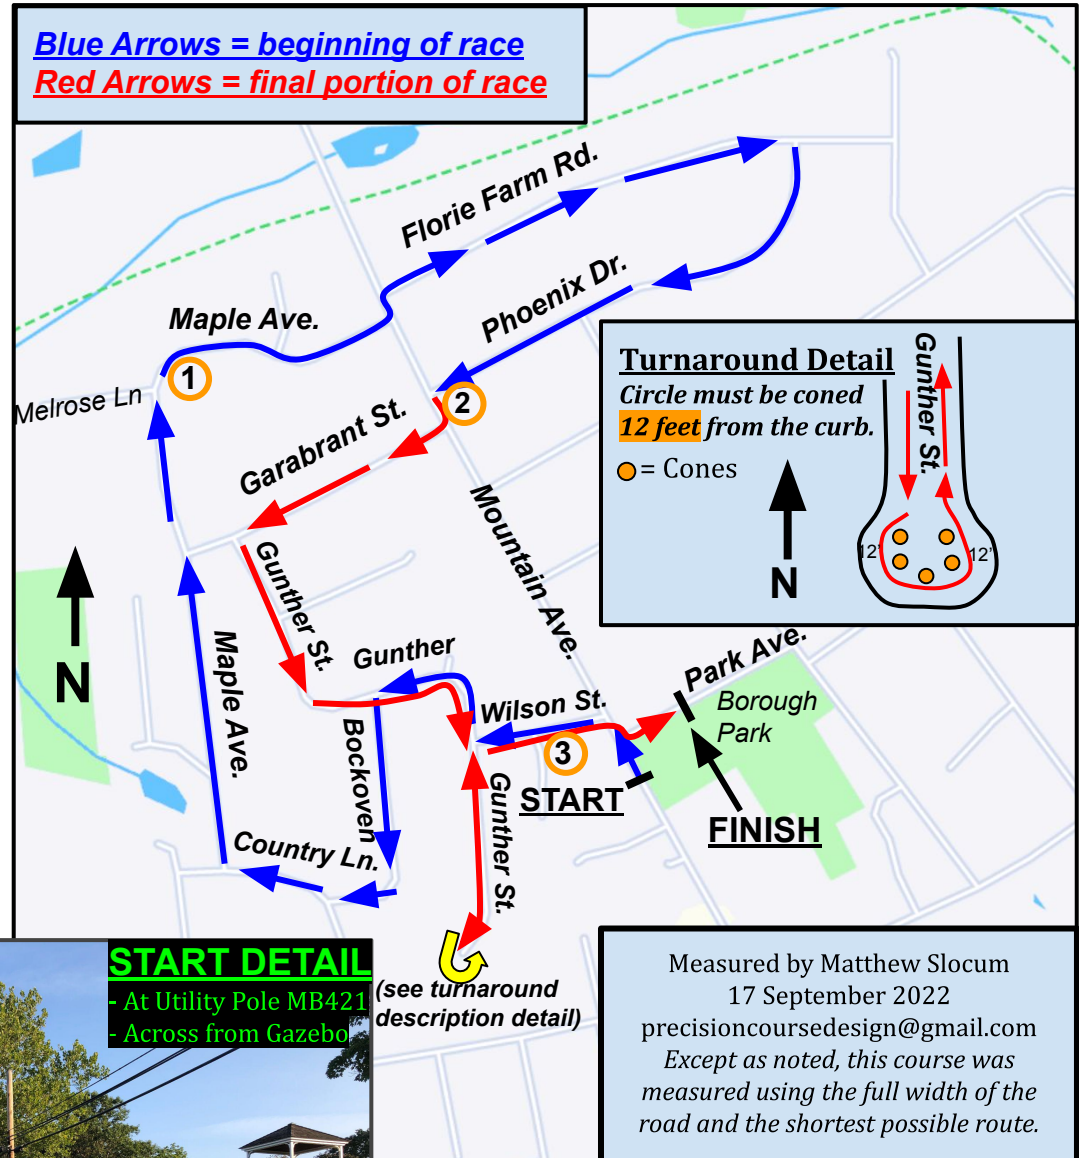 Blue Arrows = beginning of race
Red Arrows = final portion of race
Florie Farm Rd.
Phoenix Dr.
Maple Ave.
1
Melrose Ln
2
Garabrant St.
Turnaround Detail
Circle must be coned
12 feet from the curb.
= Cones
N
Gunther St.
12'
12'
Mountain Ave.
Gunther St.
N
Maple Ave.
Gunther
Bockoven
Wilson St.
3
Park Ave.
Borough
Park
START
FINISH
Gunther St.
Country Ln.
(see turnaround
description detail)
START DETAIL
- At Utility Pole MB421
- Across from Gazebo
Measured by Matthew Slocum
17 September 2022
precisioncoursedesign@gmail.com
Except as noted, this course was
measured using the full width of the
road and the shortest possible route.